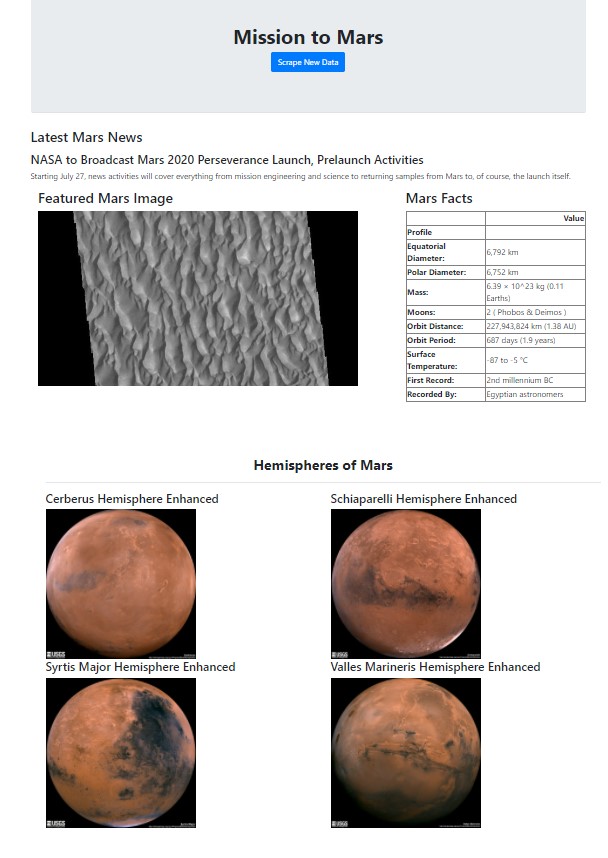 Mission to Mars
Scrape New Data
Latest Mars News
NASA to Broadcast Mars 2020 Perseverance Launch, Prelaunch Activities
Starting July 27, news activities will cover everything from mission engineering and science to returning samples from Mars to, of course, the launch itself.
Featured Mars Image
Mars Facts
Value
Profile
Equatorial
Diameter:
6,792 km
Polar Diameter:
6,752 km
Mass:
6.39 × 10^23 kg (0.11
Earths)
Moons:
2 ( Phobos & Deimos )
Orbit Distance:
227,943,824 km (1.38 AU)
Orbit Period:
687 days (1.9 years)
Surface
Temperature:
-87 to -5 °C
First Record:
2nd millennium BC
Recorded By:
Egyptian astronomers
Hemispheres of Mars
Cerberus Hemisphere Enhanced
Schiaparelli Hemisphere Enhanced
USGS
USGS
Syrtis Major Hemisphere Enhanced
Valles Marineris Hemisphere Enhanced
USGS
USGS